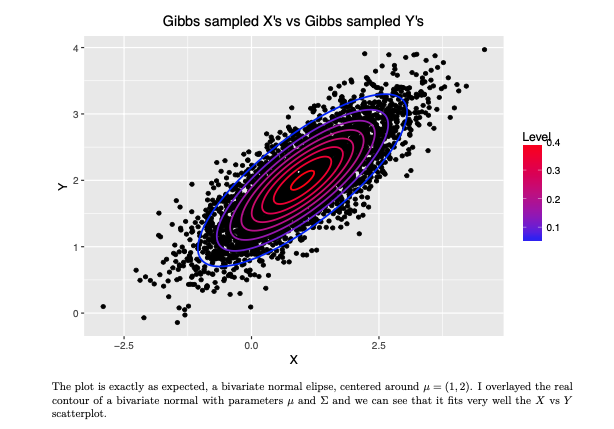 Gibbs sampled X's vs Gibbs sampled Y's
4
3
2
1
0
Y
−2.5 0.0 2.5
X
Level
0.4
0.3
0.2
0.1
The plot is exactly as expected, a bivariate normal elipse, centered around μ = (1, 2). I overlayed the real
contour of a bivariate normal with parameters μ and Σ and we can see that it fits very well the X vs Y
scatterplot.